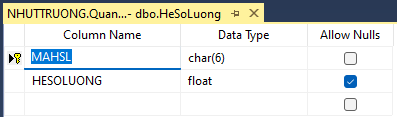 NHUTTRUONG.Quan...- dbo.HeSoLuong
Column Name Data Type Allow Nulls
MAHSL char(6)
HESOLUONG float